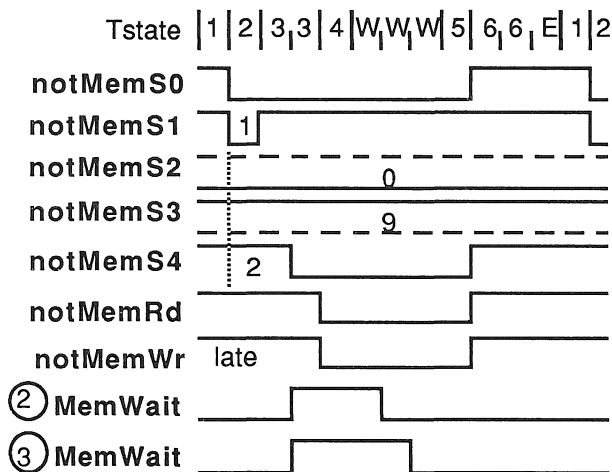 Tstate |1|2|3|3|4|W|W|W|5|6|6|E|1|2
notMemS0
notMemS1 1
notMemS2 0
notMemS3 9
notMemS4 2
notMemRd
notMemWr late
2 MemWait
3 MemWait